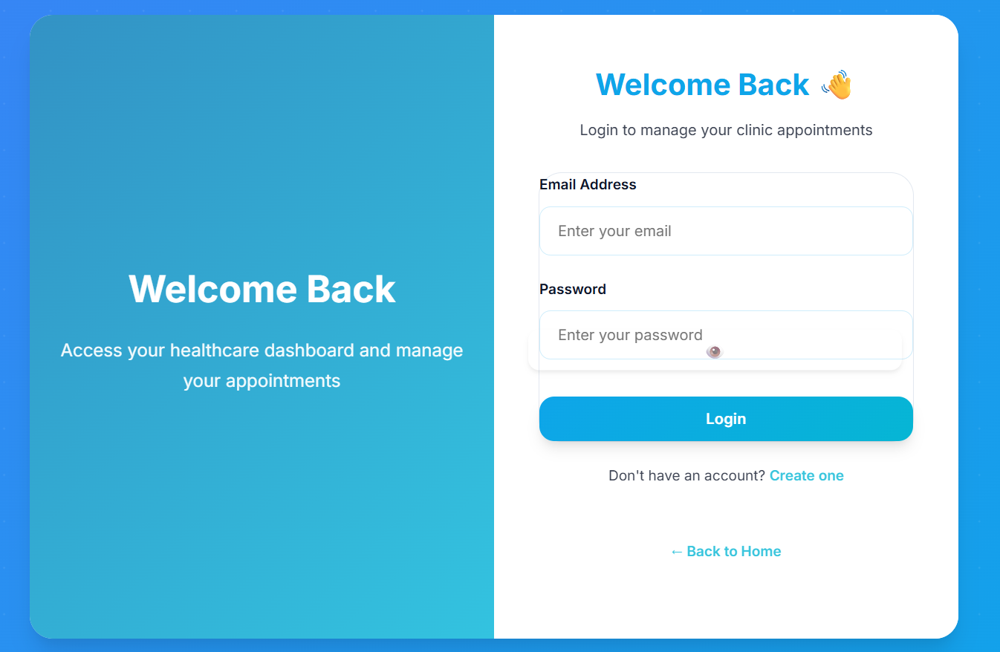 Welcome Back
Access your healthcare dashboard and manage
your appointments
Welcome Back 👋
Login to manage your clinic appointments
Email Address
Enter your email
Password
Enter your password
👁
Login
Don't have an account? Create one
← Back to Home